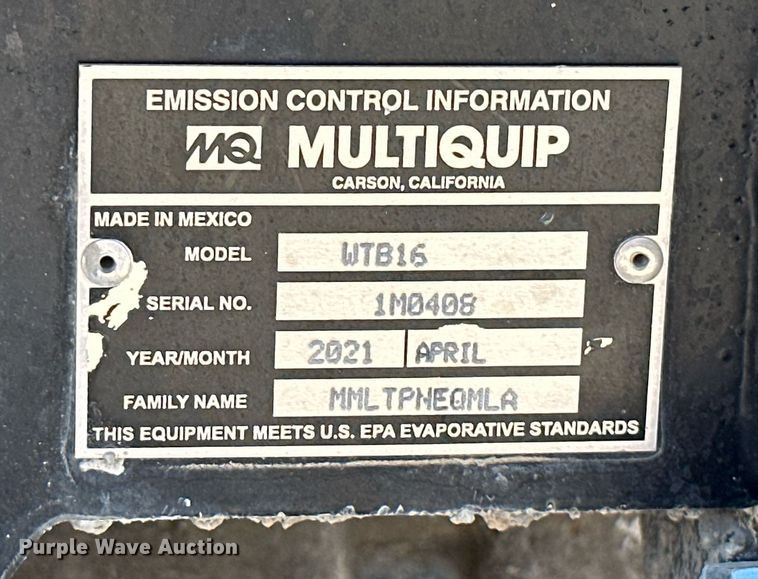 EMISSION CONTROL INFORMATION
MQ MULTIQUIP
CARSON, CALIFORNIA
MADE IN MEXICO
MODEL WTB16
SERIAL NO. 1M0408
YEAR/MONTH 2021 APRIL
FAMILY NAME MMLTPNEQMLA
THIS EQUIPMENT MEETS U.S. EPA EVAPORATIVE STANDARDS
Purple Wave Auction